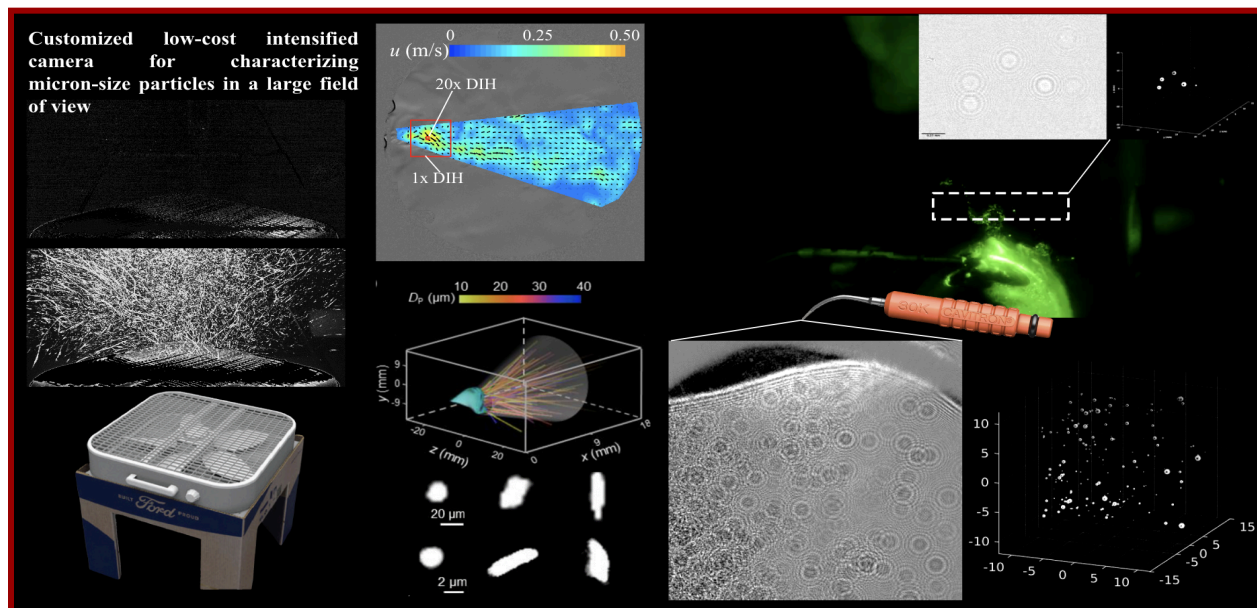 Customized low-cost intensified
camera for characterizing
micron-size particles in a large field
of view
u (m/s)
0
0.25
0.50
20x DIH
1x DIH
Dₚ (µm)
10
20
30
40
y (mm)
9
0
-9
-20
0
20
z (mm)
0
9
18
x (mm)
20 µm
2 µm
Ford
30K
CAVITRON
10
5
0
-5
-10
-10
-5
0
5
10
-15
-5
0
5
15